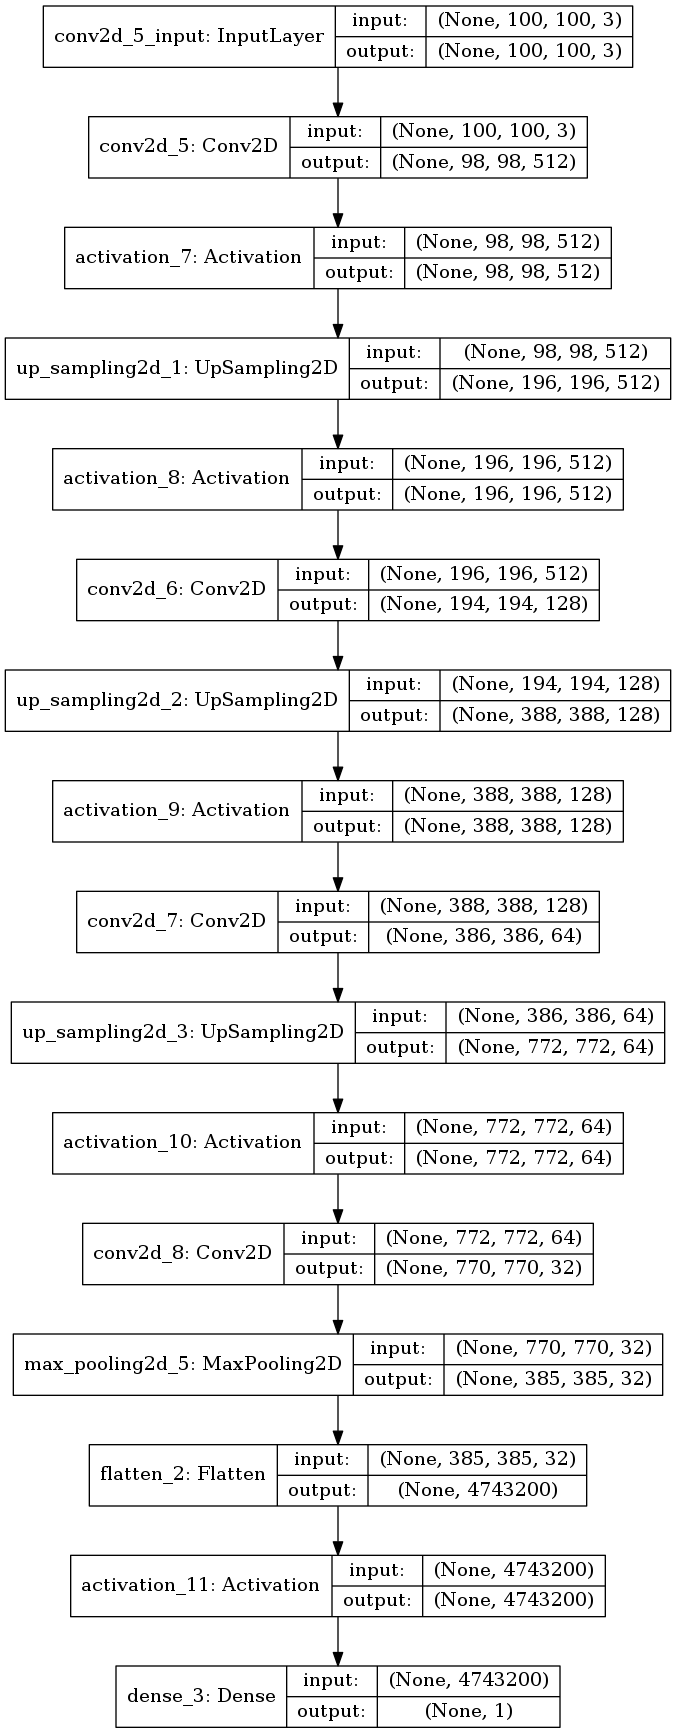 conv2d_5_input: InputLayer
input: (None, 100, 100, 3)
output: (None, 100, 100, 3)
conv2d_5: Conv2D
input: (None, 100, 100, 3)
output: (None, 98, 98, 512)
activation_7: Activation
input: (None, 98, 98, 512)
output: (None, 98, 98, 512)
up_sampling2d_1: UpSampling2D
input: (None, 98, 98, 512)
output: (None, 196, 196, 512)
activation_8: Activation
input: (None, 196, 196, 512)
output: (None, 196, 196, 512)
conv2d_6: Conv2D
input: (None, 196, 196, 512)
output: (None, 194, 194, 128)
up_sampling2d_2: UpSampling2D
input: (None, 194, 194, 128)
output: (None, 388, 388, 128)
activation_9: Activation
input: (None, 388, 388, 128)
output: (None, 388, 388, 128)
conv2d_7: Conv2D
input: (None, 388, 388, 128)
output: (None, 386, 386, 64)
up_sampling2d_3: UpSampling2D
input: (None, 386, 386, 64)
output: (None, 772, 772, 64)
activation_10: Activation
input: (None, 772, 772, 64)
output: (None, 772, 772, 64)
conv2d_8: Conv2D
input: (None, 772, 772, 64)
output: (None, 770, 770, 32)
max_pooling2d_5: MaxPooling2D
input: (None, 770, 770, 32)
output: (None, 385, 385, 32)
flatten_2: Flatten
input: (None, 385, 385, 32)
output: (None, 4743200)
activation_11: Activation
input: (None, 4743200)
output: (None, 4743200)
dense_3: Dense
input: (None, 4743200)
output: (None, 1)